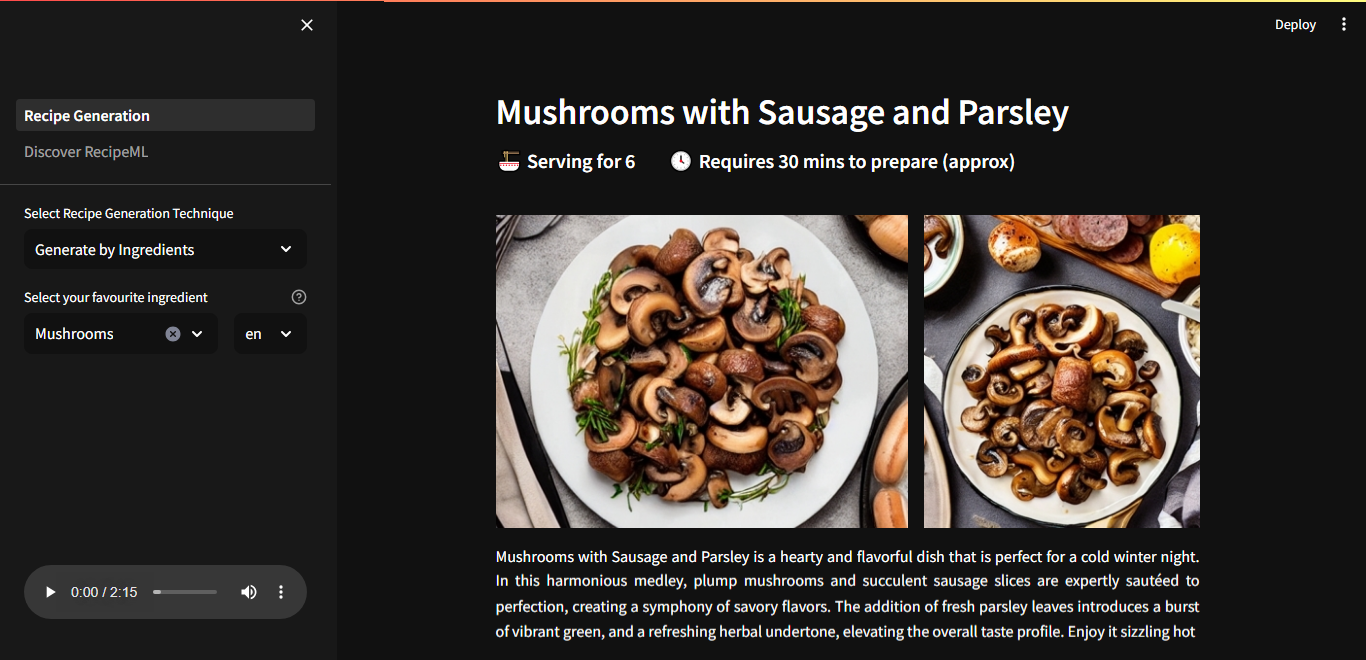 Deploy
Recipe Generation
Discover RecipeML
Select Recipe Generation Technique
Generate by Ingredients
Select your favourite ingredient
Mushrooms
en
0:00 / 2:15
Mushrooms with Sausage and Parsley
Serving for 6
Requires 30 mins to prepare (approx)
Mushrooms with Sausage and Parsley is a hearty and flavorful dish that is perfect for a cold winter night.
In this harmonious medley, plump mushrooms and succulent sausage slices are expertly sautéed to
perfection, creating a symphony of savory flavors. The addition of fresh parsley leaves introduces a burst
of vibrant green, and a refreshing herbal undertone, elevating the overall taste profile. Enjoy it sizzling hot